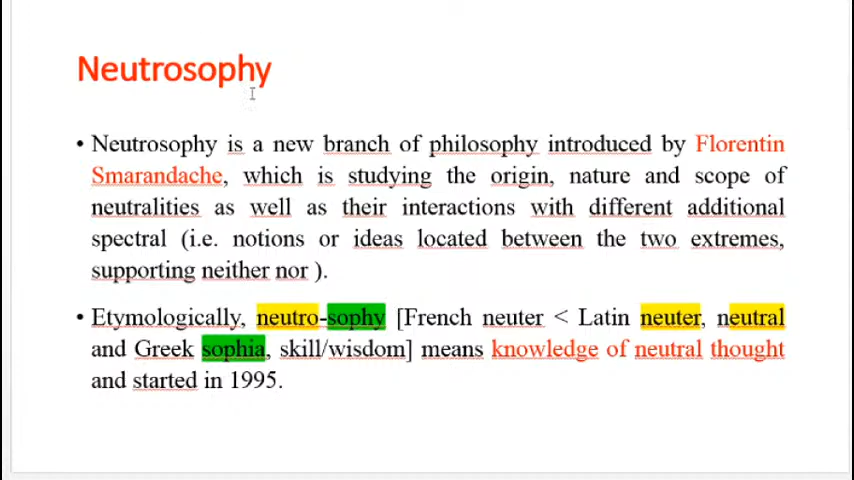 Neutrosophy
• Neutrosophy is a new branch of philosophy introduced by Florentin
Smarandache, which is studying the origin, nature and scope of
neutralities as well as their interactions with different additional
spectral (i.e. notions or ideas located between the two extremes,
supporting neither nor ).
• Etymologically, neutro-sophy [French neuter < Latin neuter, neutral
and Greek sophia, skill/wisdom] means knowledge of neutral thought
and started in 1995.